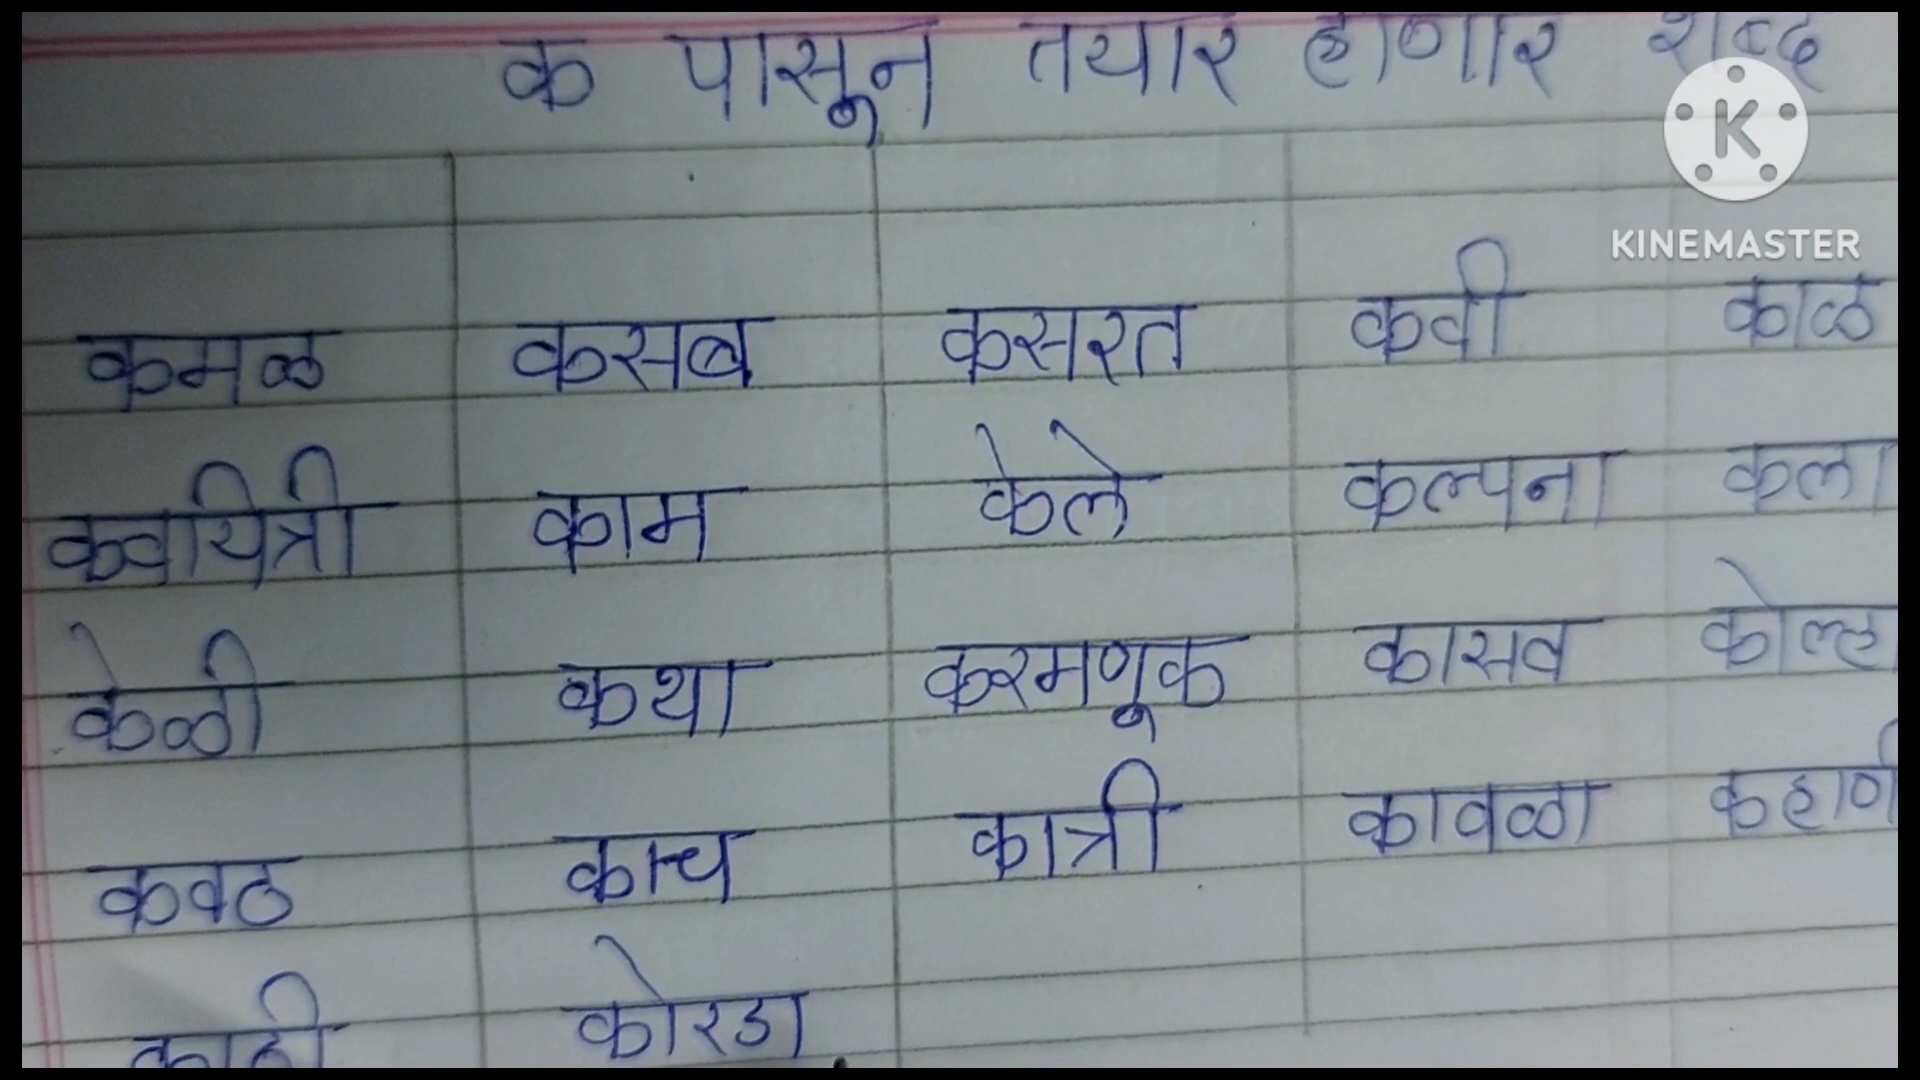 क पासून तयार होणार शब्द
KINEMASTER
कमळ कसब कसरत कवी काळ
कवयित्री काम केले कल्पना कला
केळी कथा करमणूक कासव कोल्ह
कवठ काच कात्री कावळा
कोरडा